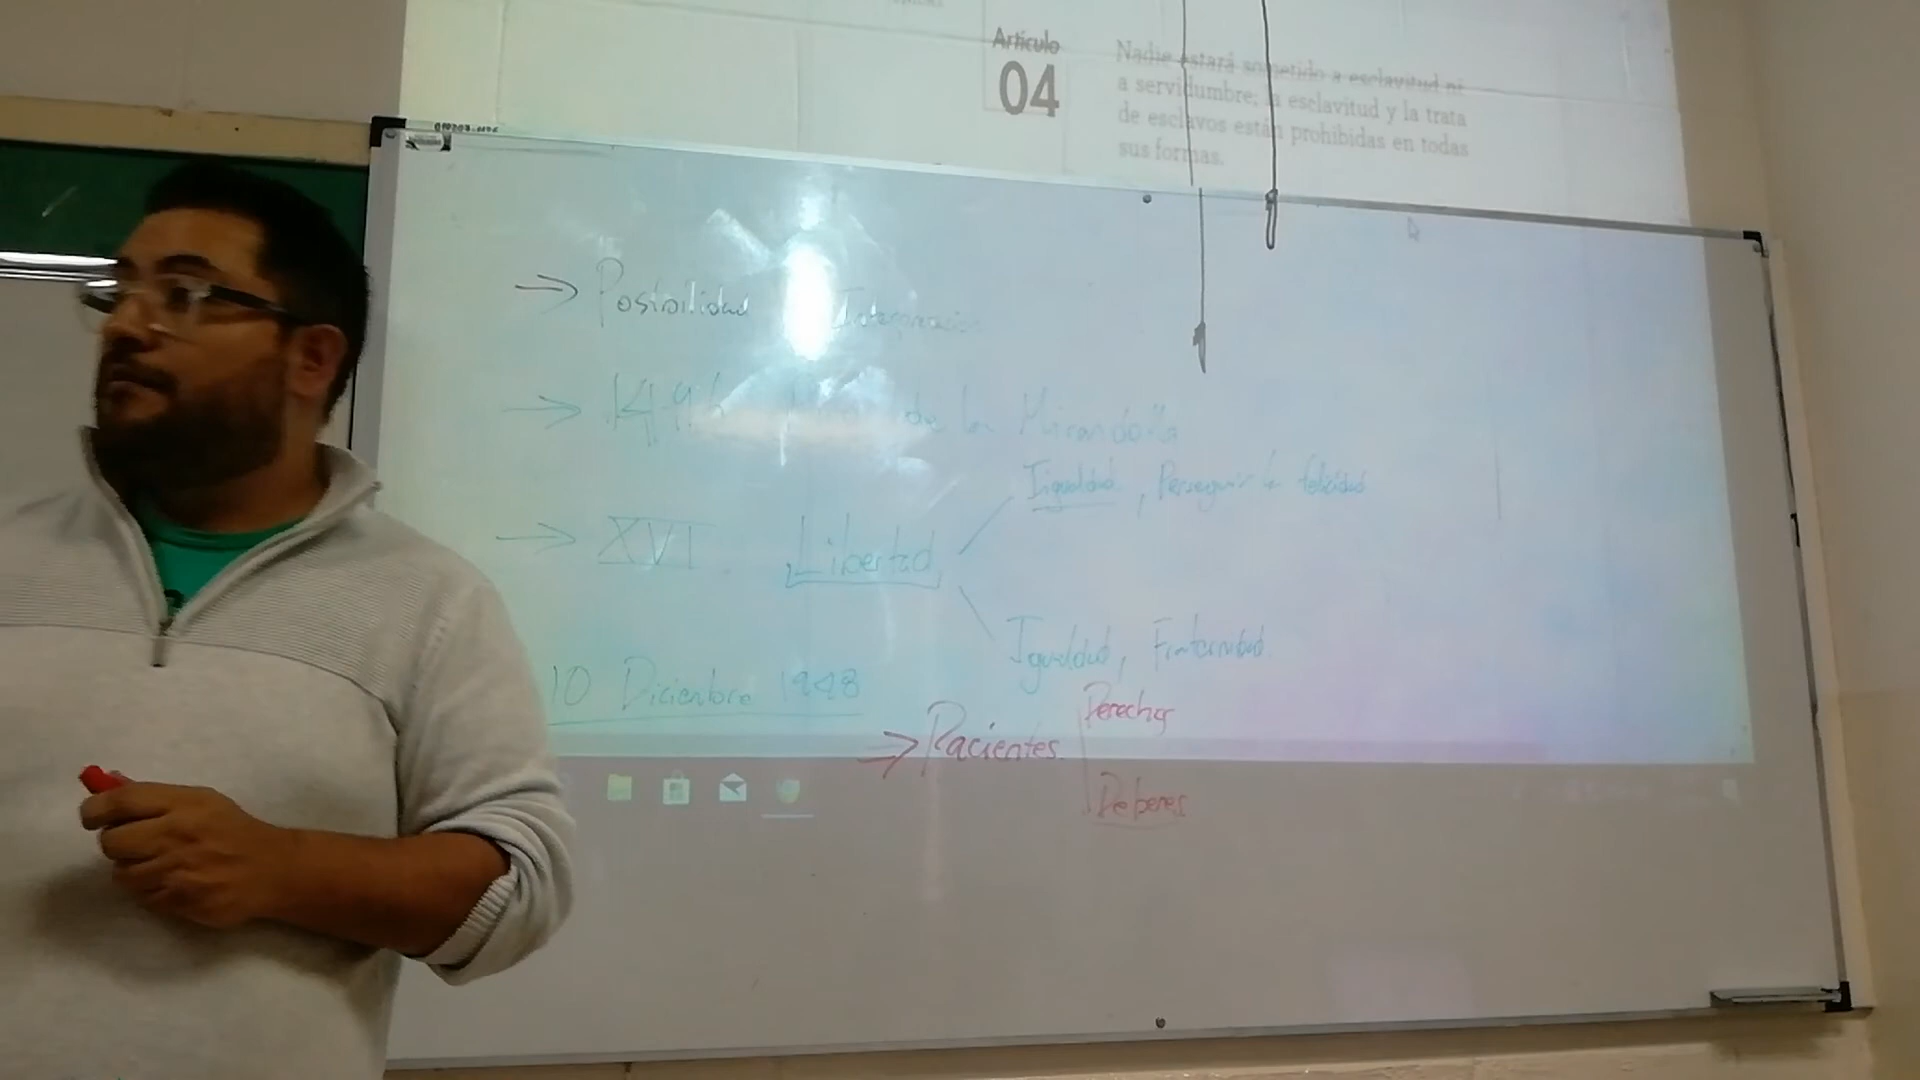 Artículo
04
Nadie estará sometido a esclavitud ni
a servidumbre; la esclavitud y la trata
de esclavos están prohibidas en todas
sus formas.
→ Posibilidad
→ 1496 de la Mirandola
Igualdad, Perseguir la felicidad
→ XVI Libertad
Igualdad, Fraternidad
10 Diciembre 1948
Derechos
→ Pacientes
Deberes